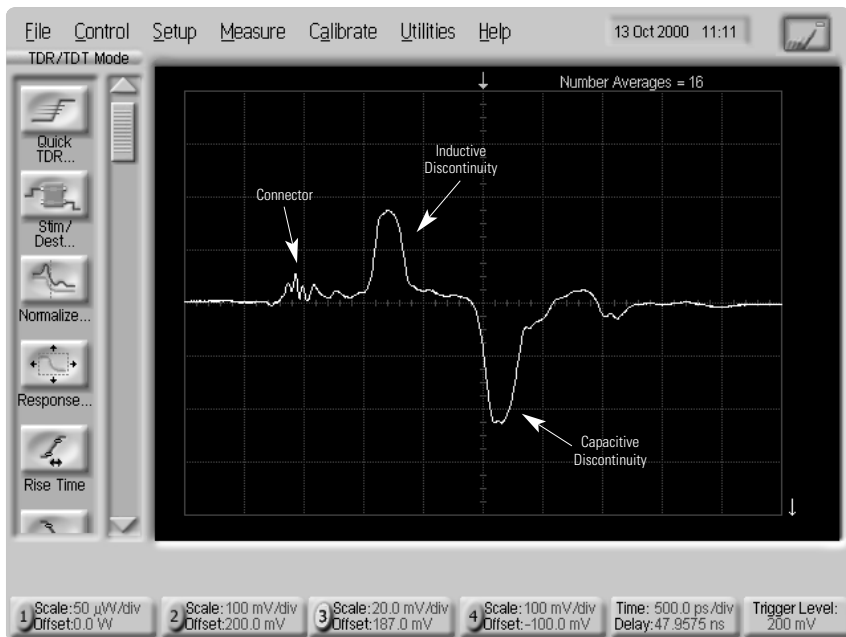 File Control Setup Measure Calibrate Utilities Help 13 Oct 2000 11:11
TDR/TDT Mode
Number Averages = 16
Quick
TDR...
Stim/
Dest...
Normalize...
Response...
Rise Time
Connector
Inductive
Discontinuity
Capacitive
Discontinuity
1 Scale:50 µW/div
Offset:0.0 W
2 Scale:100 mV/div
Offset:200.0 mV
3 Scale:20.0 mV/div
Offset:187.0 mV
4 Scale:100 mV/div
Offset:-100.0 mV
Time: 500.0 ps/div
Delay:47.9575 ns
Trigger Level:
200 mV